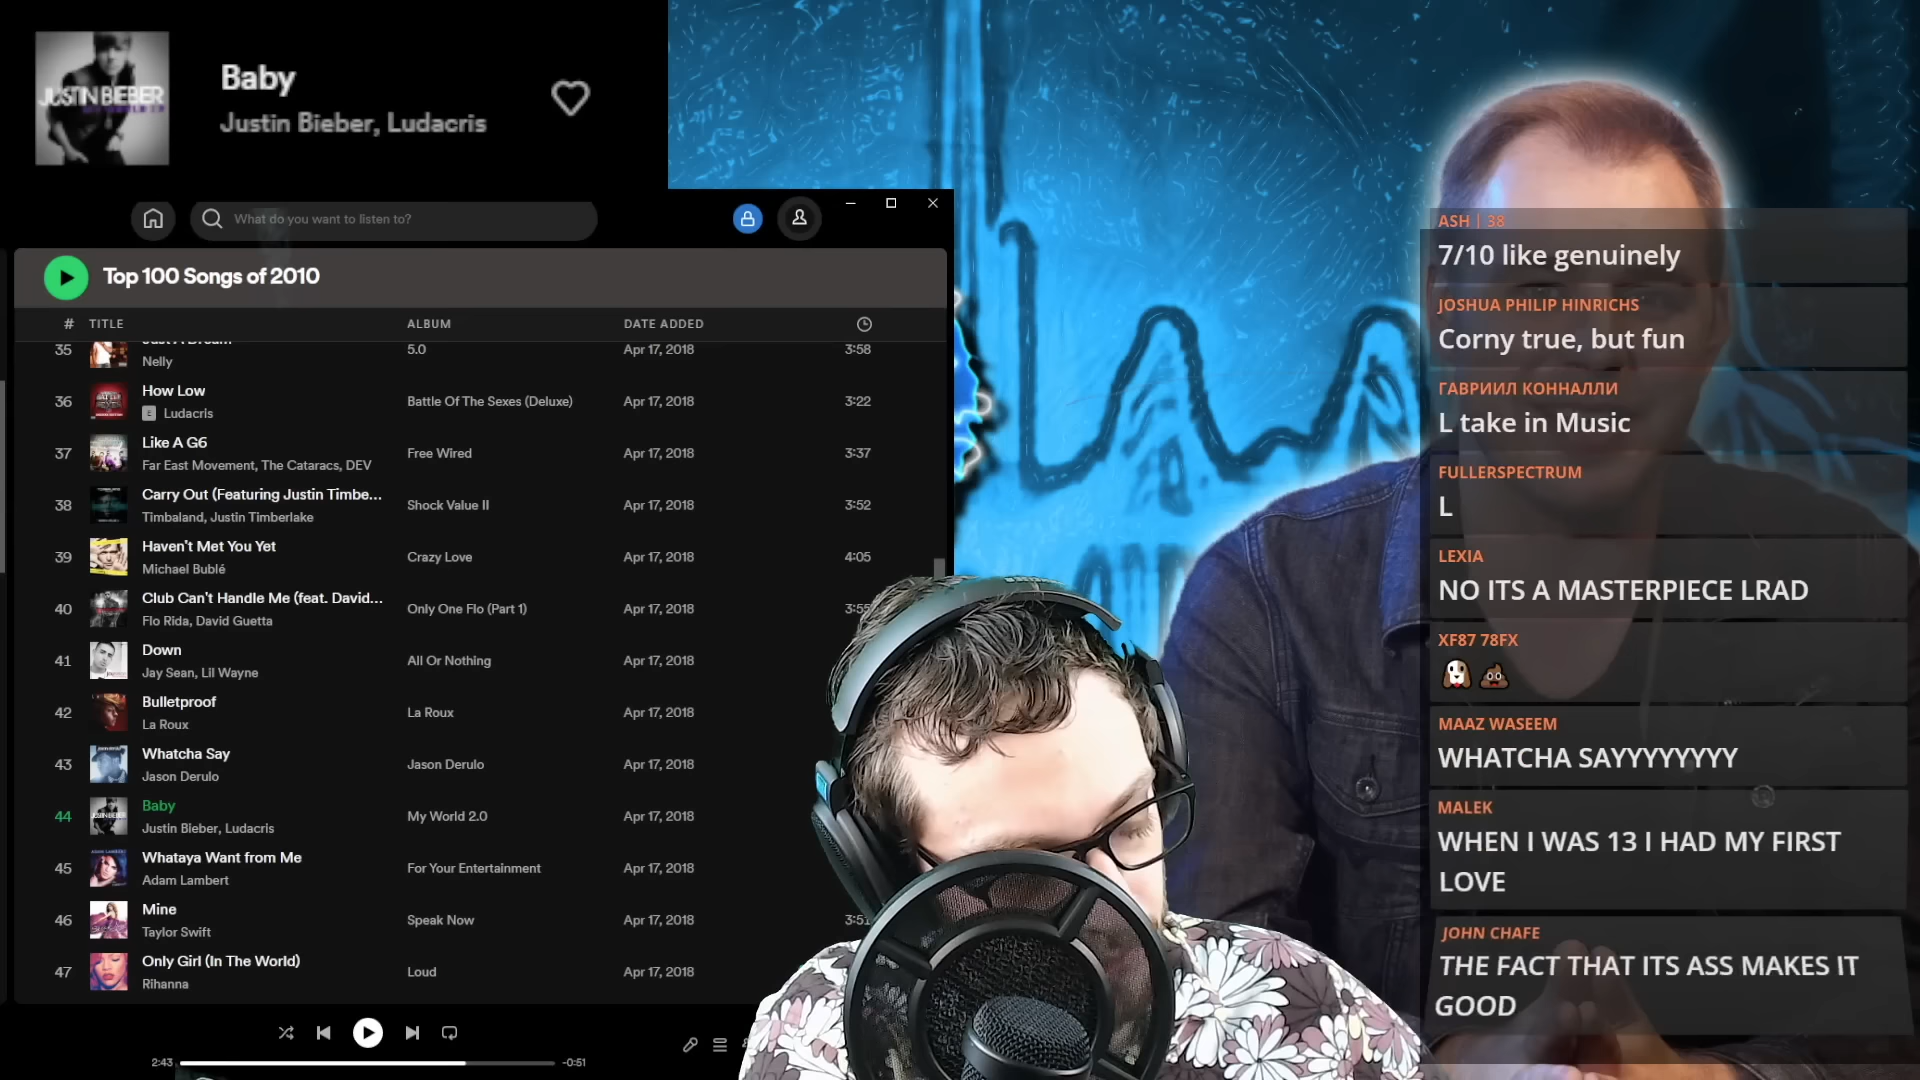 JUSTIN BIEBER
Baby
Justin Bieber, Ludacris
What do you want to listen to?
Top 100 Songs of 2010
# TITLE ALBUM DATE ADDED
35 Just A Dream 5.0 Apr 17, 2018 3:58
Nelly
36 How Low Battle Of The Sexes (Deluxe) Apr 17, 2018 3:22
E Ludacris
37 Like A G6 Free Wired Apr 17, 2018 3:37
Far East Movement, The Cataracs, DEV
38 Carry Out (Featuring Justin Timbe... Shock Value II Apr 17, 2018 3:52
Timbaland, Justin Timberlake
39 Haven't Met You Yet Crazy Love Apr 17, 2018 4:05
Michael Bublé
40 Club Can't Handle Me (feat. David... Only One Flo (Part 1) Apr 17, 2018 3:55
Flo Rida, David Guetta
41 Down All Or Nothing Apr 17, 2018
Jay Sean, Lil Wayne
42 Bulletproof La Roux Apr 17, 2018
La Roux
43 Whatcha Say Jason Derulo Apr 17, 2018
Jason Derulo
44 Baby My World 2.0 Apr 17, 2018
Justin Bieber, Ludacris
45 Whataya Want from Me For Your Entertainment Apr 17, 2018
Adam Lambert
46 Mine Speak Now Apr 17, 2018 3:51
Taylor Swift
47 Only Girl (In The World) Loud Apr 17, 2018
Rihanna
2:43 -0:51
ASH | 38
7/10 like genuinely
JOSHUA PHILIP HINRICHS
Corny true, but fun
ГАВРИИЛ КОННАЛЛИ
L take in Music
FULLERSPECTRUM
L
LEXIA
NO ITS A MASTERPIECE LRAD
XF87 78FX
MAAZ WASEEM
WHATCHA SAYYYYYYYY
MALEK
WHEN I WAS 13 I HAD MY FIRST
LOVE
JOHN CHAFE
THE FACT THAT ITS ASS MAKES IT
GOOD